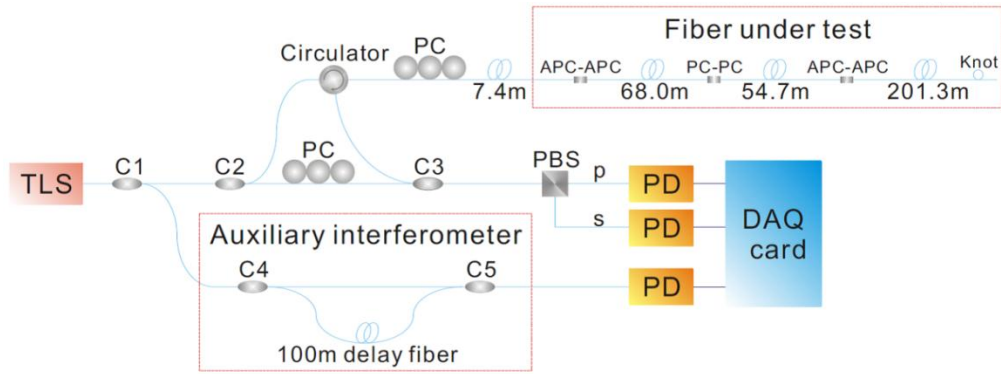 Fiber under test
Circulator
PC
APC-APC
PC-PC
APC-APC
Knot
7.4m
68.0m
54.7m
201.3m
TLS
C1
C2
PC
C3
PBS
p
PD
s
PD
DAQ
card
Auxiliary interferometer
C4
C5
PD
100m delay fiber